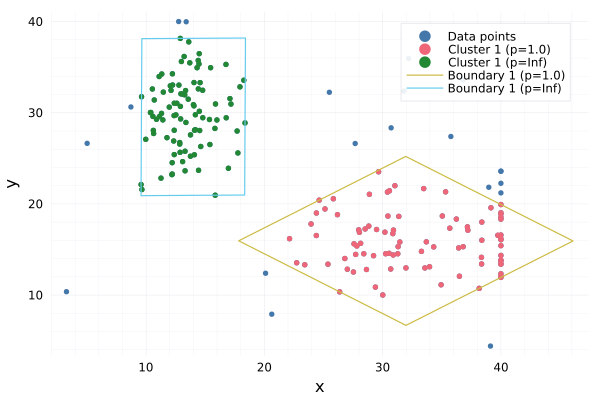 40
30
20
10
y
10
20
30
40
x
Data points
Cluster 1 (p=1.0)
Cluster 1 (p=Inf)
Boundary 1 (p=1.0)
Boundary 1 (p=Inf)